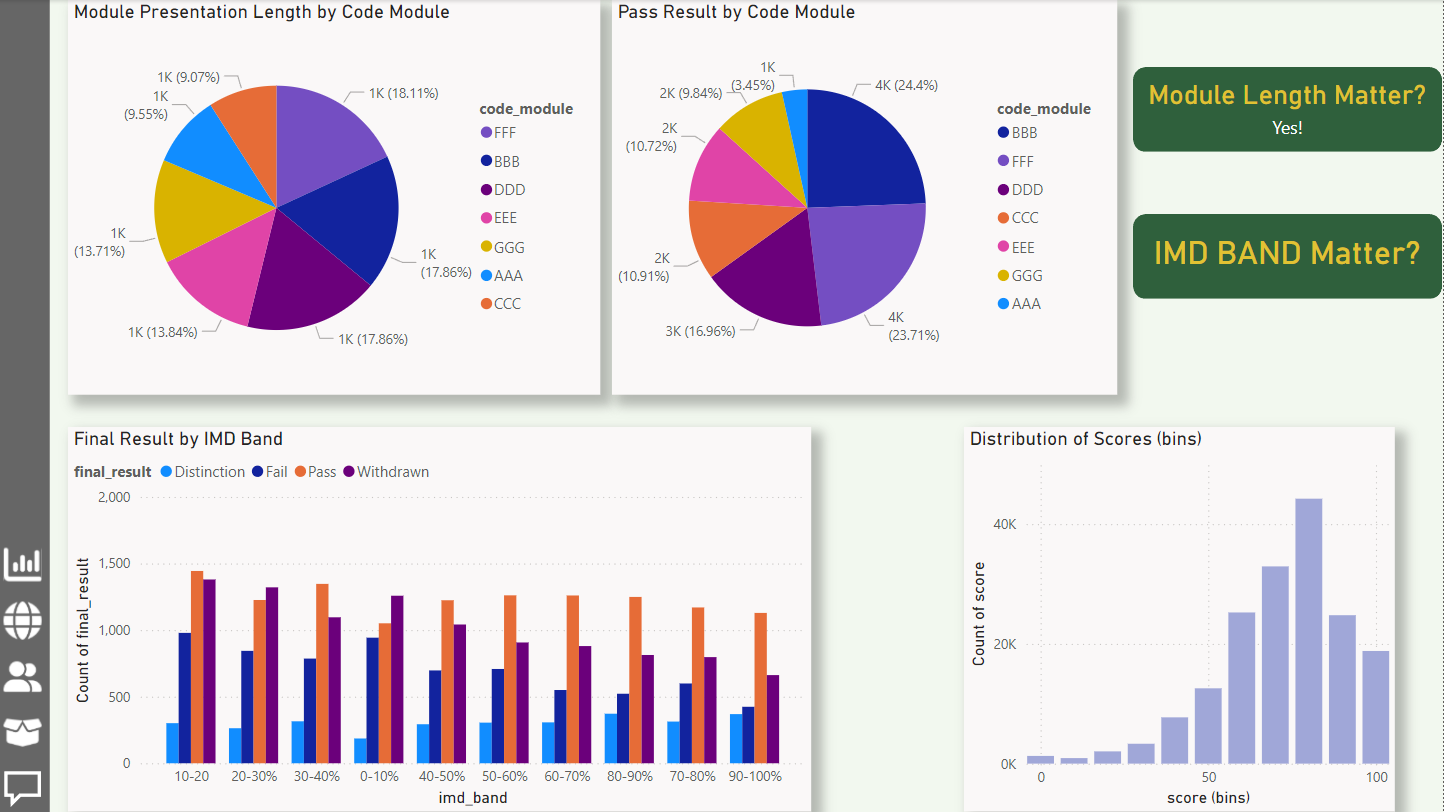 Module Presentation Length by Code Module
1K (9.07%)
1K
(9.55%)
1K (18.11%)
1K
(13.71%)
1K
(17.86%)
1K (13.84%)
1K (17.86%)
code_module
FFF
BBB
DDD
EEE
GGG
AAA
CCC
Pass Result by Code Module
1K
(3.45%)
2K (9.84%)
4K (24.4%)
2K
(10.72%)
2K
(10.91%)
3K (16.96%)
4K
(23.71%)
code_module
BBB
FFF
DDD
CCC
EEE
GGG
AAA
Module Length Matter?
Yes!
IMD BAND Matter?
Final Result by IMD Band
final_result Distinction Fail Pass Withdrawn
Count of final_result
2,000
1,500
1,000
500
0
10-20 20-30% 30-40% 0-10% 40-50% 50-60% 60-70% 80-90% 70-80% 90-100%
imd_band
Distribution of Scores (bins)
Count of score
40K
20K
0K
0 50 100
score (bins)